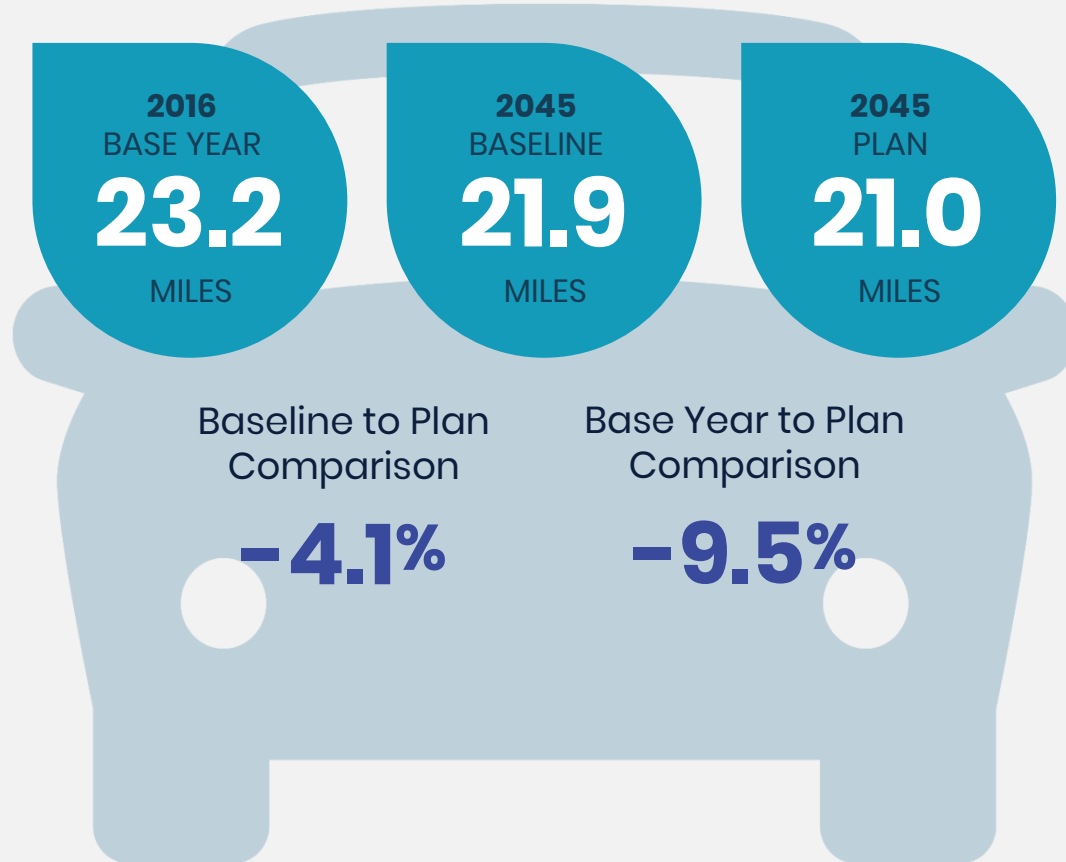 2016
BASE YEAR
23.2
MILES
2045
BASELINE
21.9
MILES
2045
PLAN
21.0
MILES
Baseline to Plan
Comparison
-4.1%
Base Year to Plan
Comparison
-9.5%